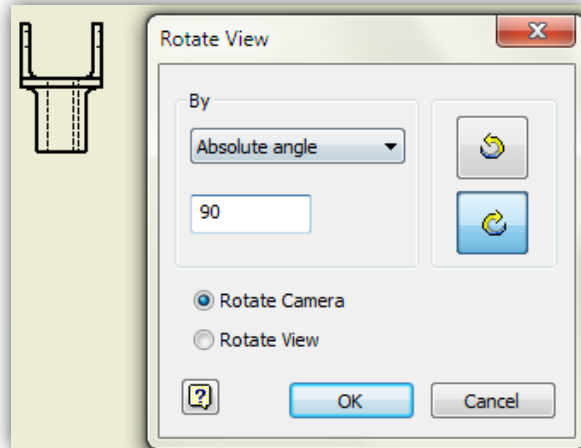 Rotate View
By
Absolute angle
90
Rotate Camera
Rotate View
?
OK
Cancel